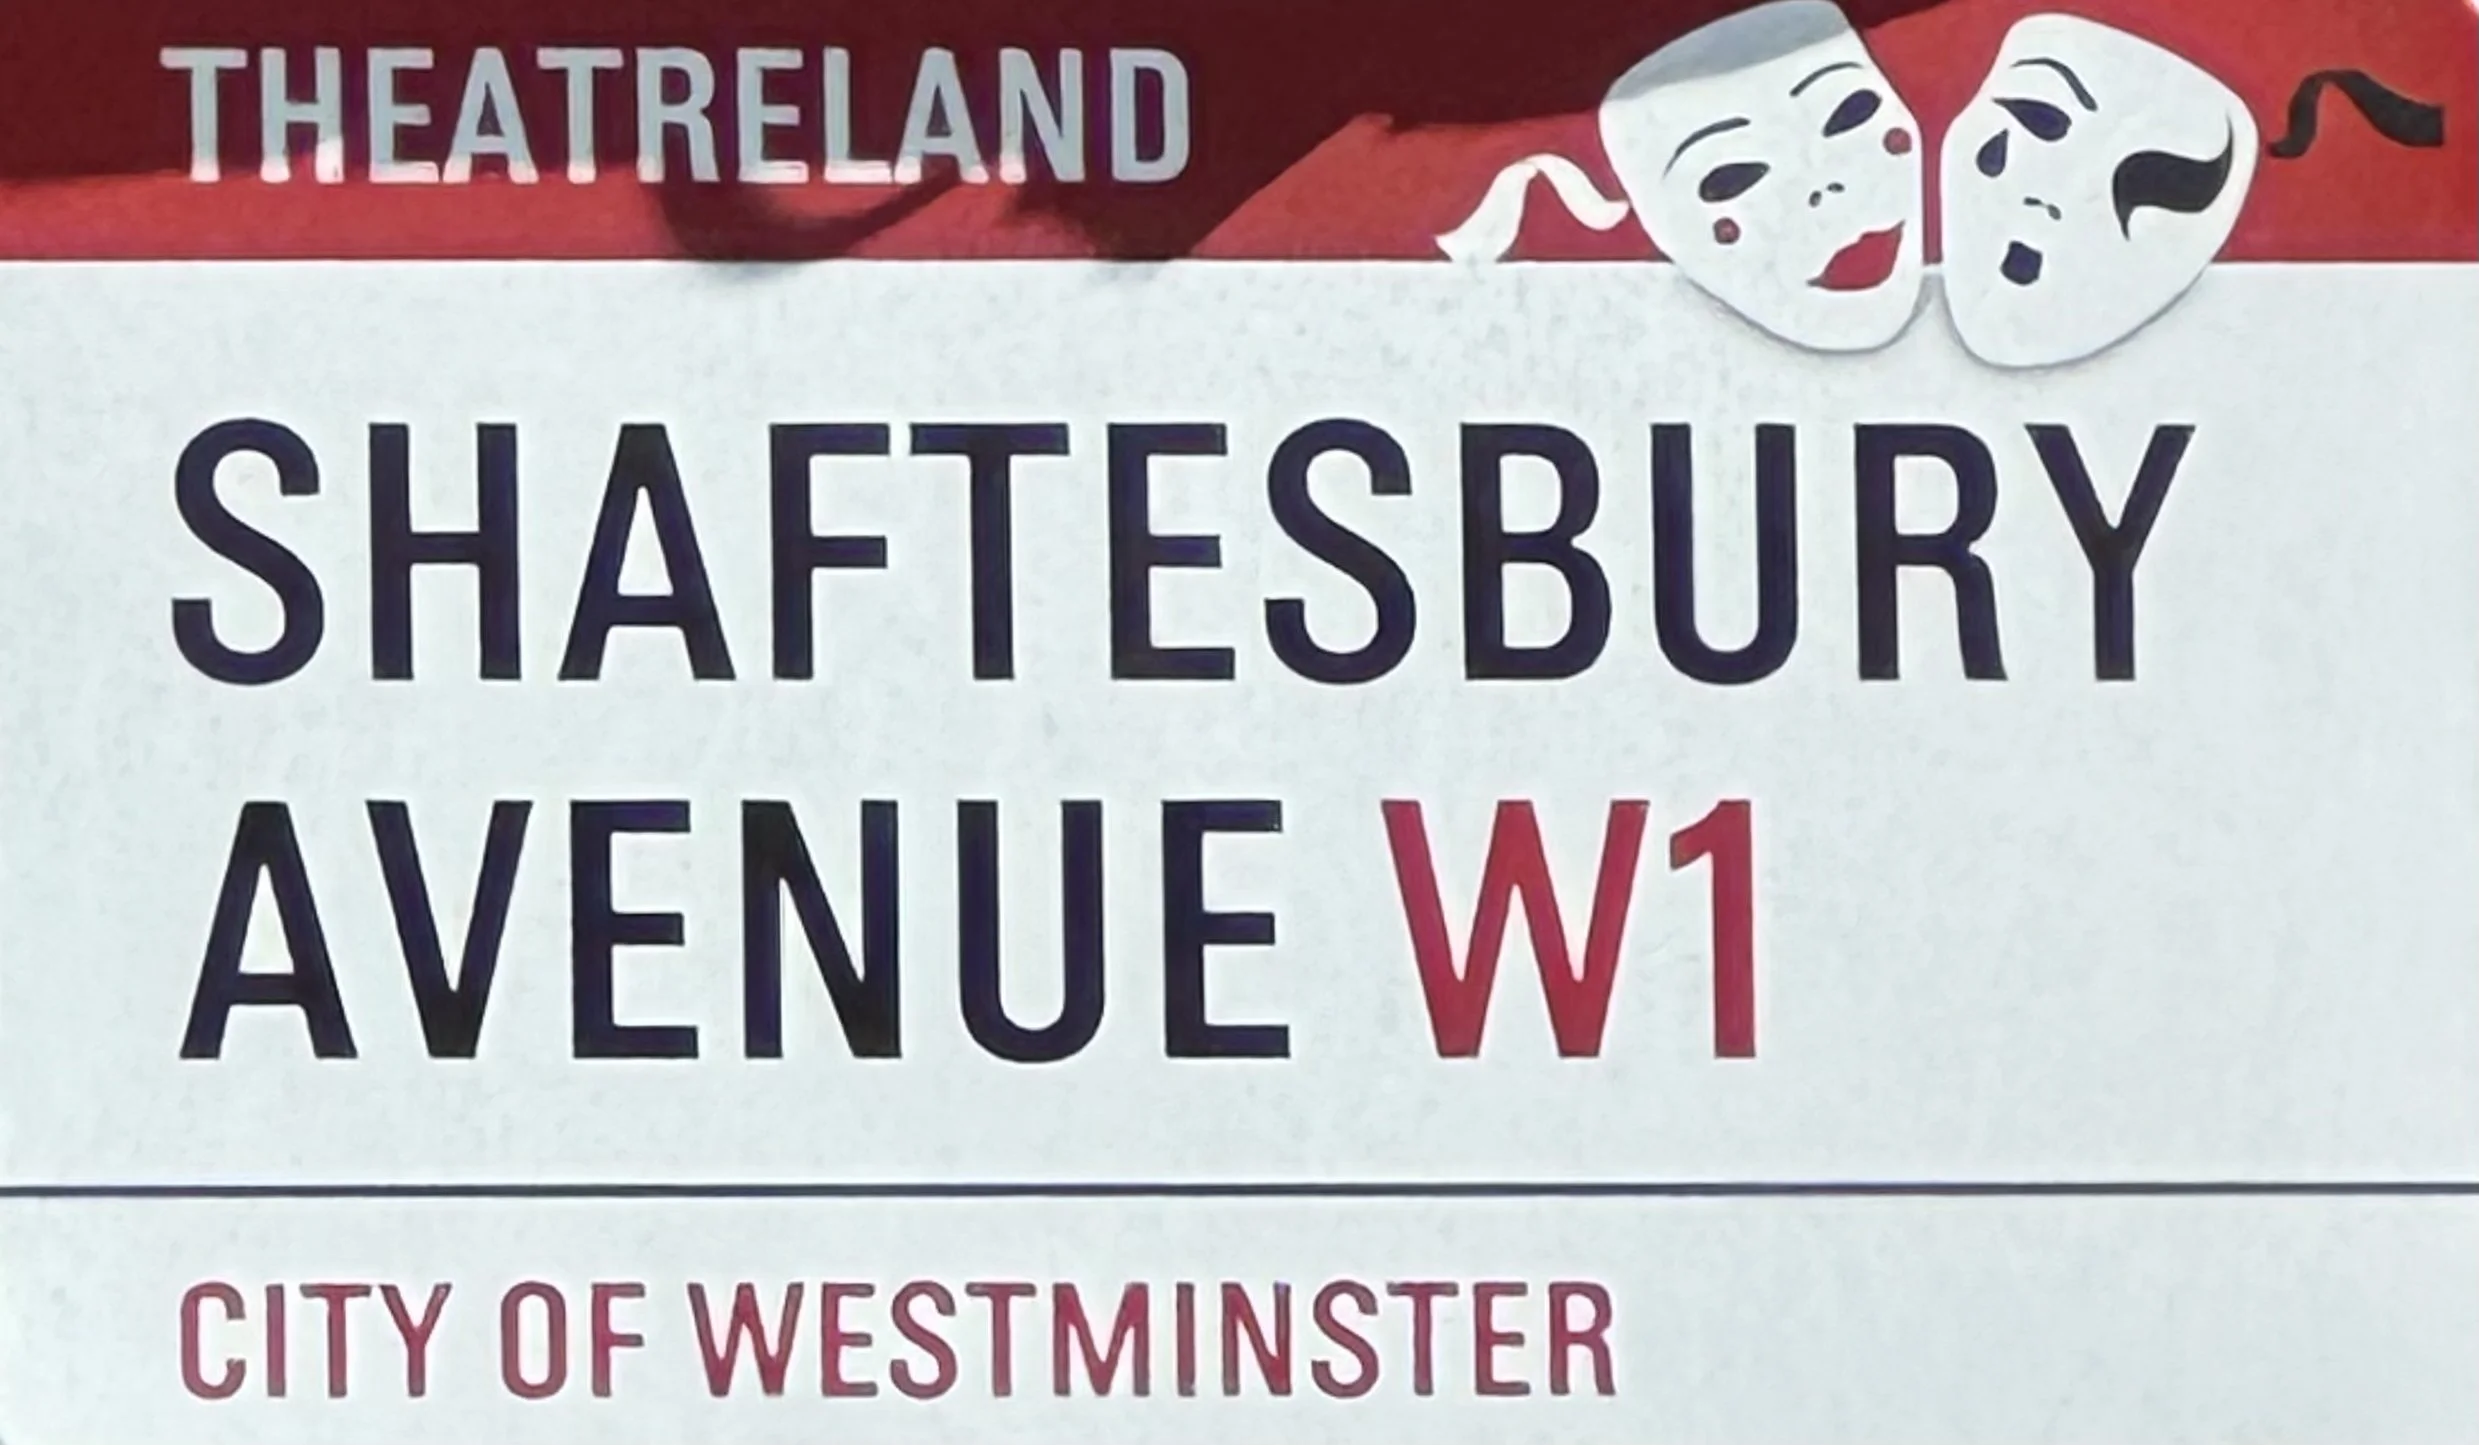 THEATRELAND
SHAFTESBURY
AVENUE W1
CITY OF WESTMINSTER